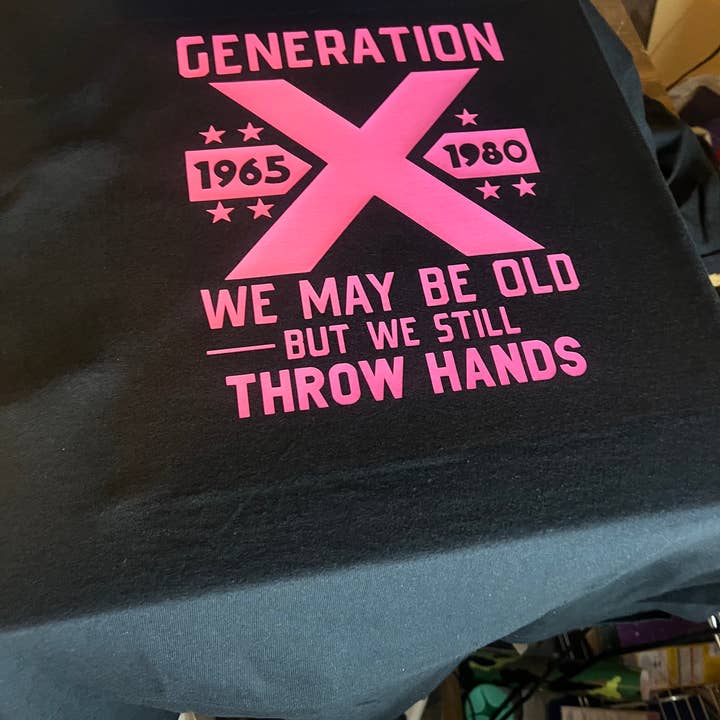 GENERATION
X
1965 1980
WE MAY BE OLD
BUT WE STILL
THROW HANDS